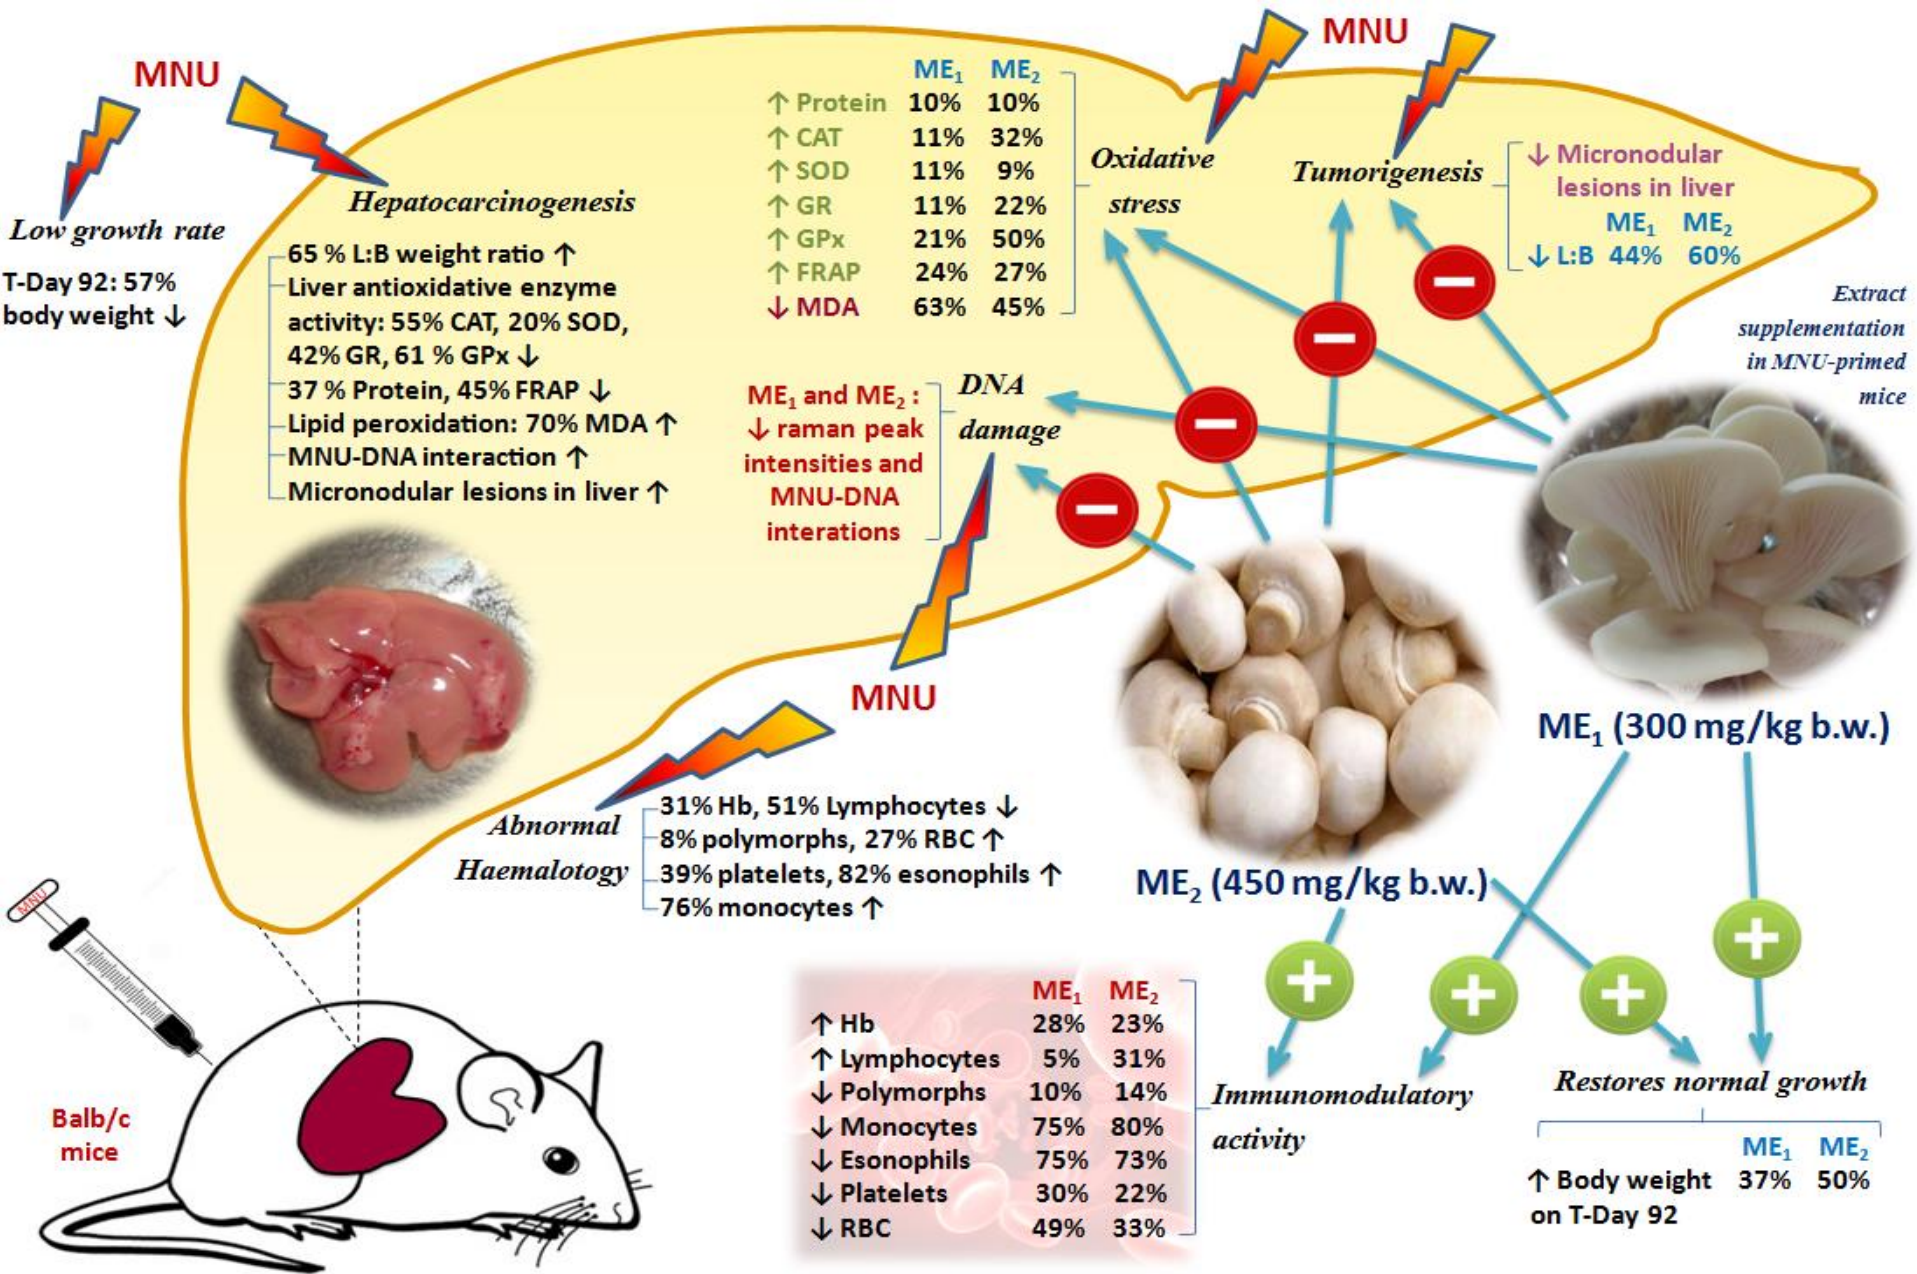 MNU
Low growth rate
T-Day 92: 57%
body weight ↓
Hepatocarcinogenesis
65 % L:B weight ratio ↑
Liver antioxidative enzyme
activity: 55% CAT, 20% SOD,
42% GR, 61 % GPx ↓
37 % Protein, 45% FRAP ↓
Lipid peroxidation: 70% MDA ↑
MNU-DNA interaction ↑
Micronodular lesions in liver ↑
ME₁ ME₂
↑ Protein 10% 10%
↑ CAT 11% 32%
↑ SOD 11% 9%
↑ GR 11% 22%
↑ GPx 21% 50%
↑ FRAP 24% 27%
↓ MDA 63% 45%
Oxidative
stress
MNU
Tumorigenesis
↓ Micronodular
lesions in liver
ME₁ ME₂
↓ L:B 44% 60%
Extract
supplementation
in MNU-primed
mice
ME₁ and ME₂ :
↓ raman peak
intensities and
MNU-DNA
interations
DNA
damage
MNU
Abnormal
Haemalotogy
31% Hb, 51% Lymphocytes ↓
8% polymorphs, 27% RBC ↑
39% platelets, 82% esonophils ↑
76% monocytes ↑
ME₁ (300 mg/kg b.w.)
ME₂ (450 mg/kg b.w.)
MNU
Balb/c
mice
ME₁ ME₂
↑ Hb 28% 23%
↑ Lymphocytes 5% 31%
↓ Polymorphs 10% 14%
↓ Monocytes 75% 80%
↓ Esonophils 75% 73%
↓ Platelets 30% 22%
↓ RBC 49% 33%
Immunomodulatory
activity
Restores normal growth
ME₁ ME₂
↑ Body weight 37% 50%
on T-Day 92